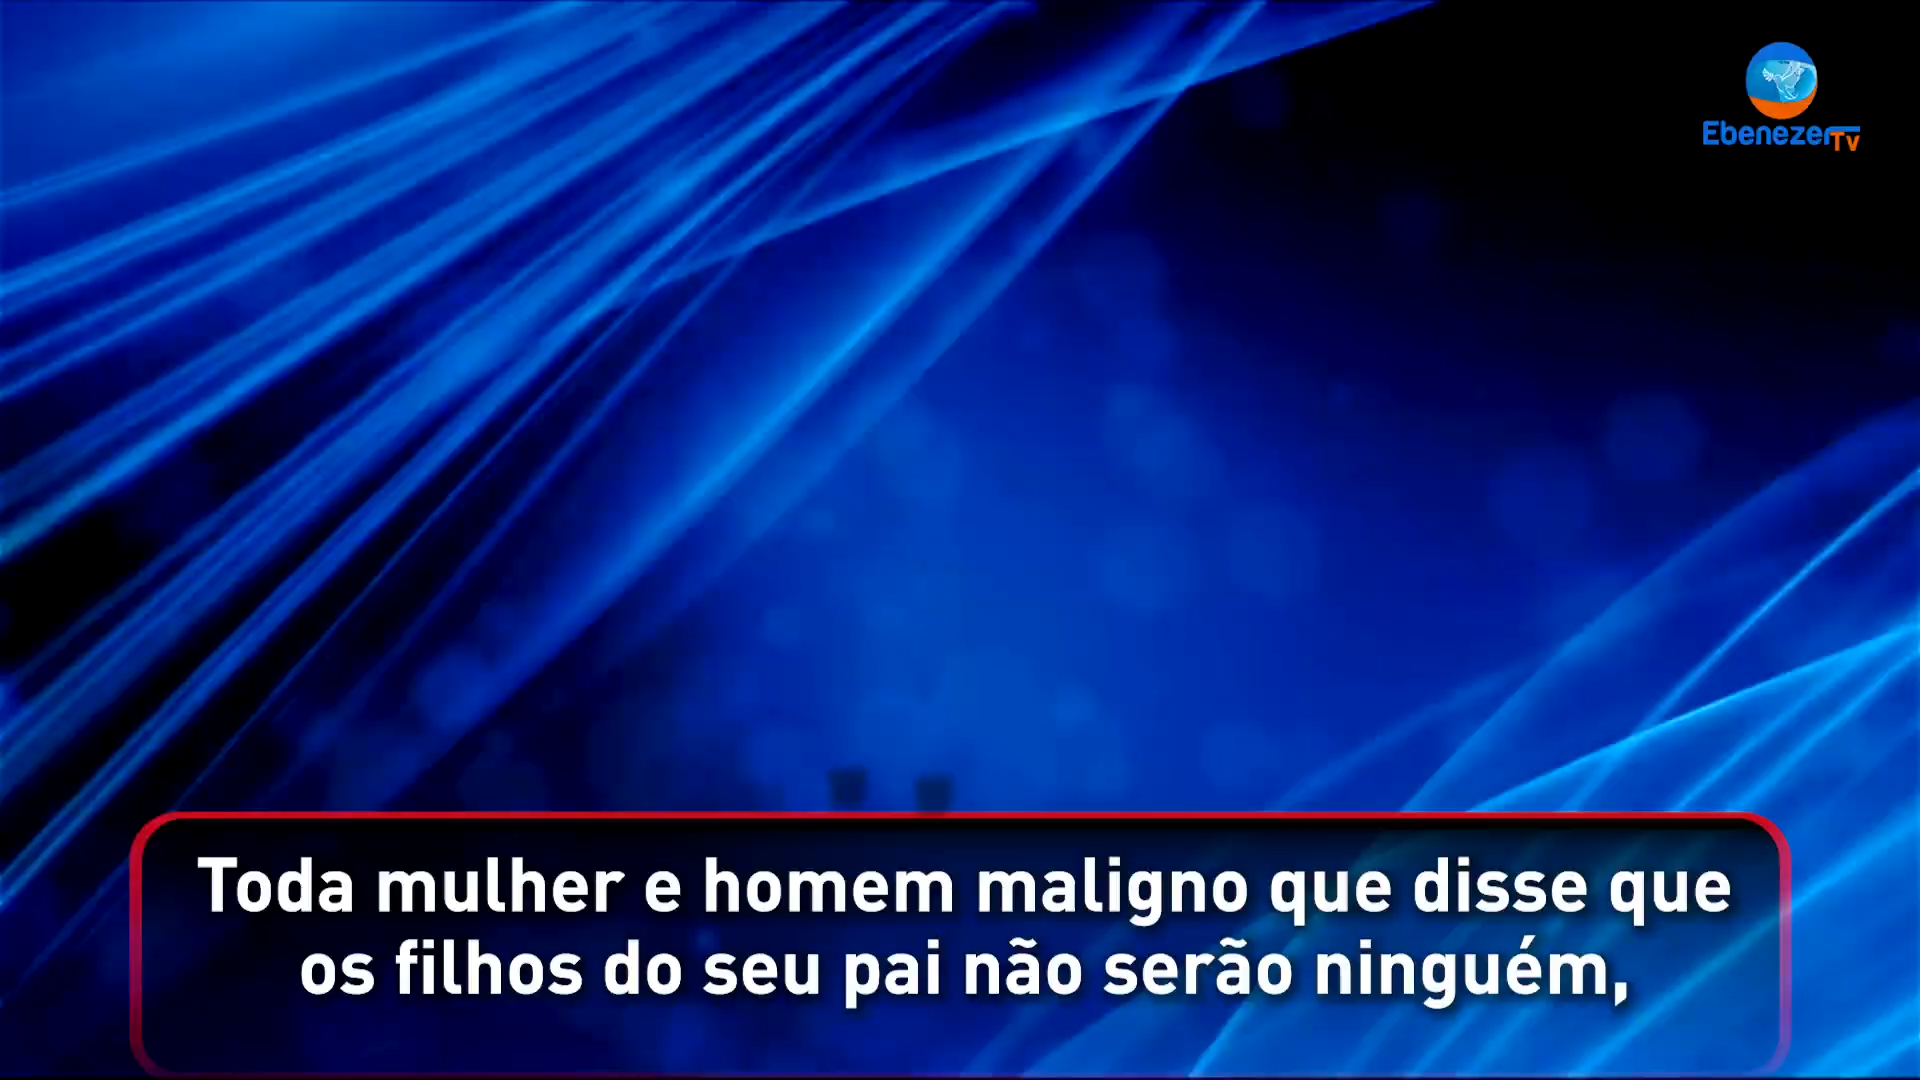 EbenezerTv
Toda mulher e homem maligno que disse que
os filhos do seu pai não serão ninguém,